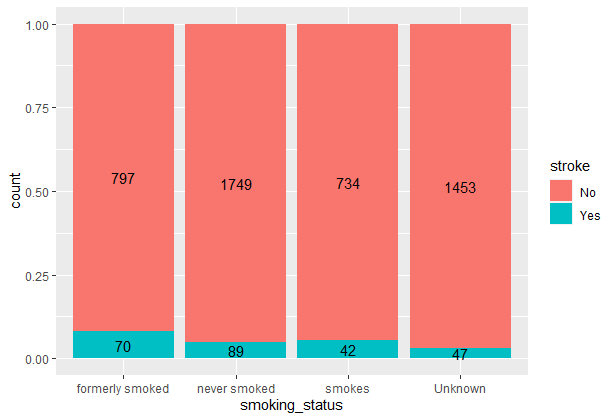 1.00
0.75
0.50
0.25
0.00
count
797
1749
734
1453
70
89
42
47
formerly smoked
never smoked
smokes
Unknown
smoking_status
stroke
No
Yes